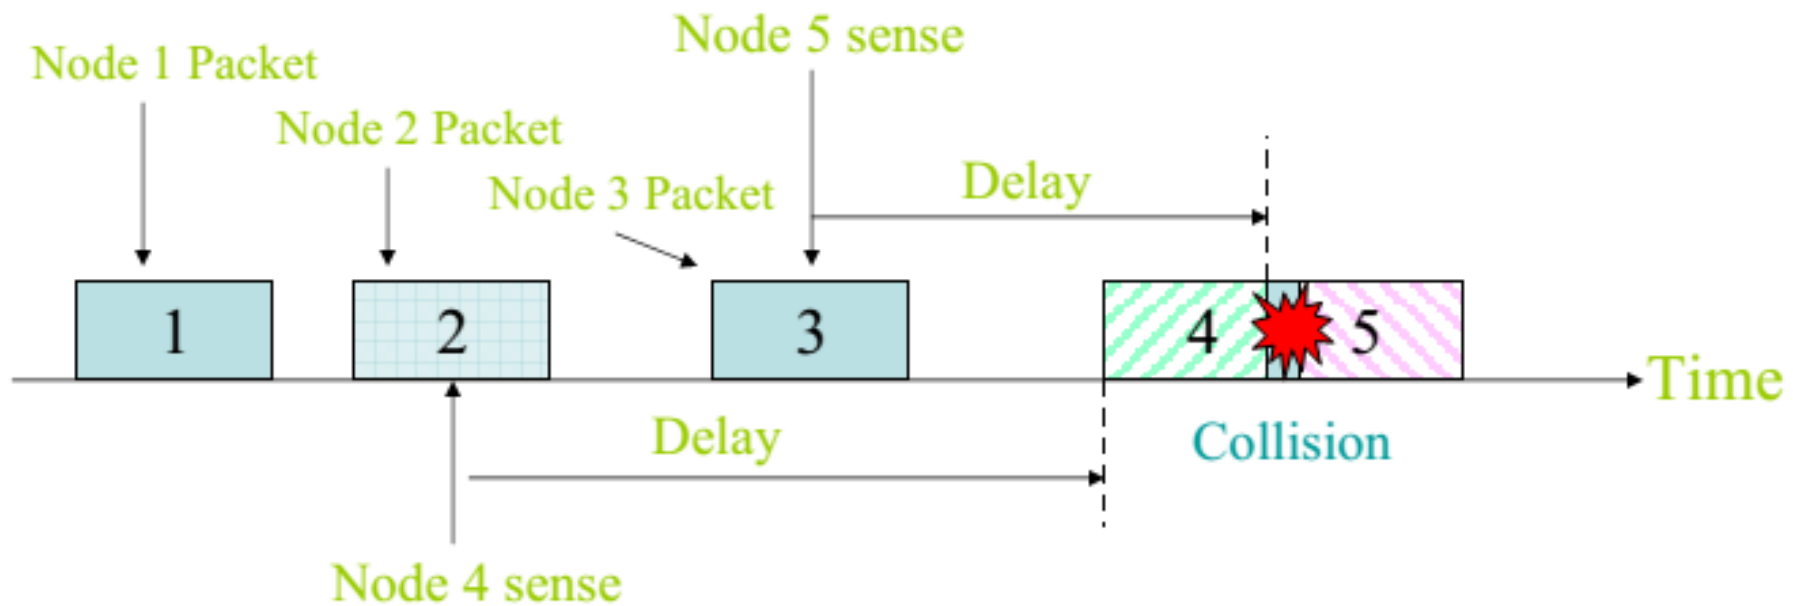 Node 5 sense
Node 1 Packet
Node 2 Packet
Node 3 Packet
Delay
1
2
3
4
5
Time
Delay
Collision
Node 4 sense